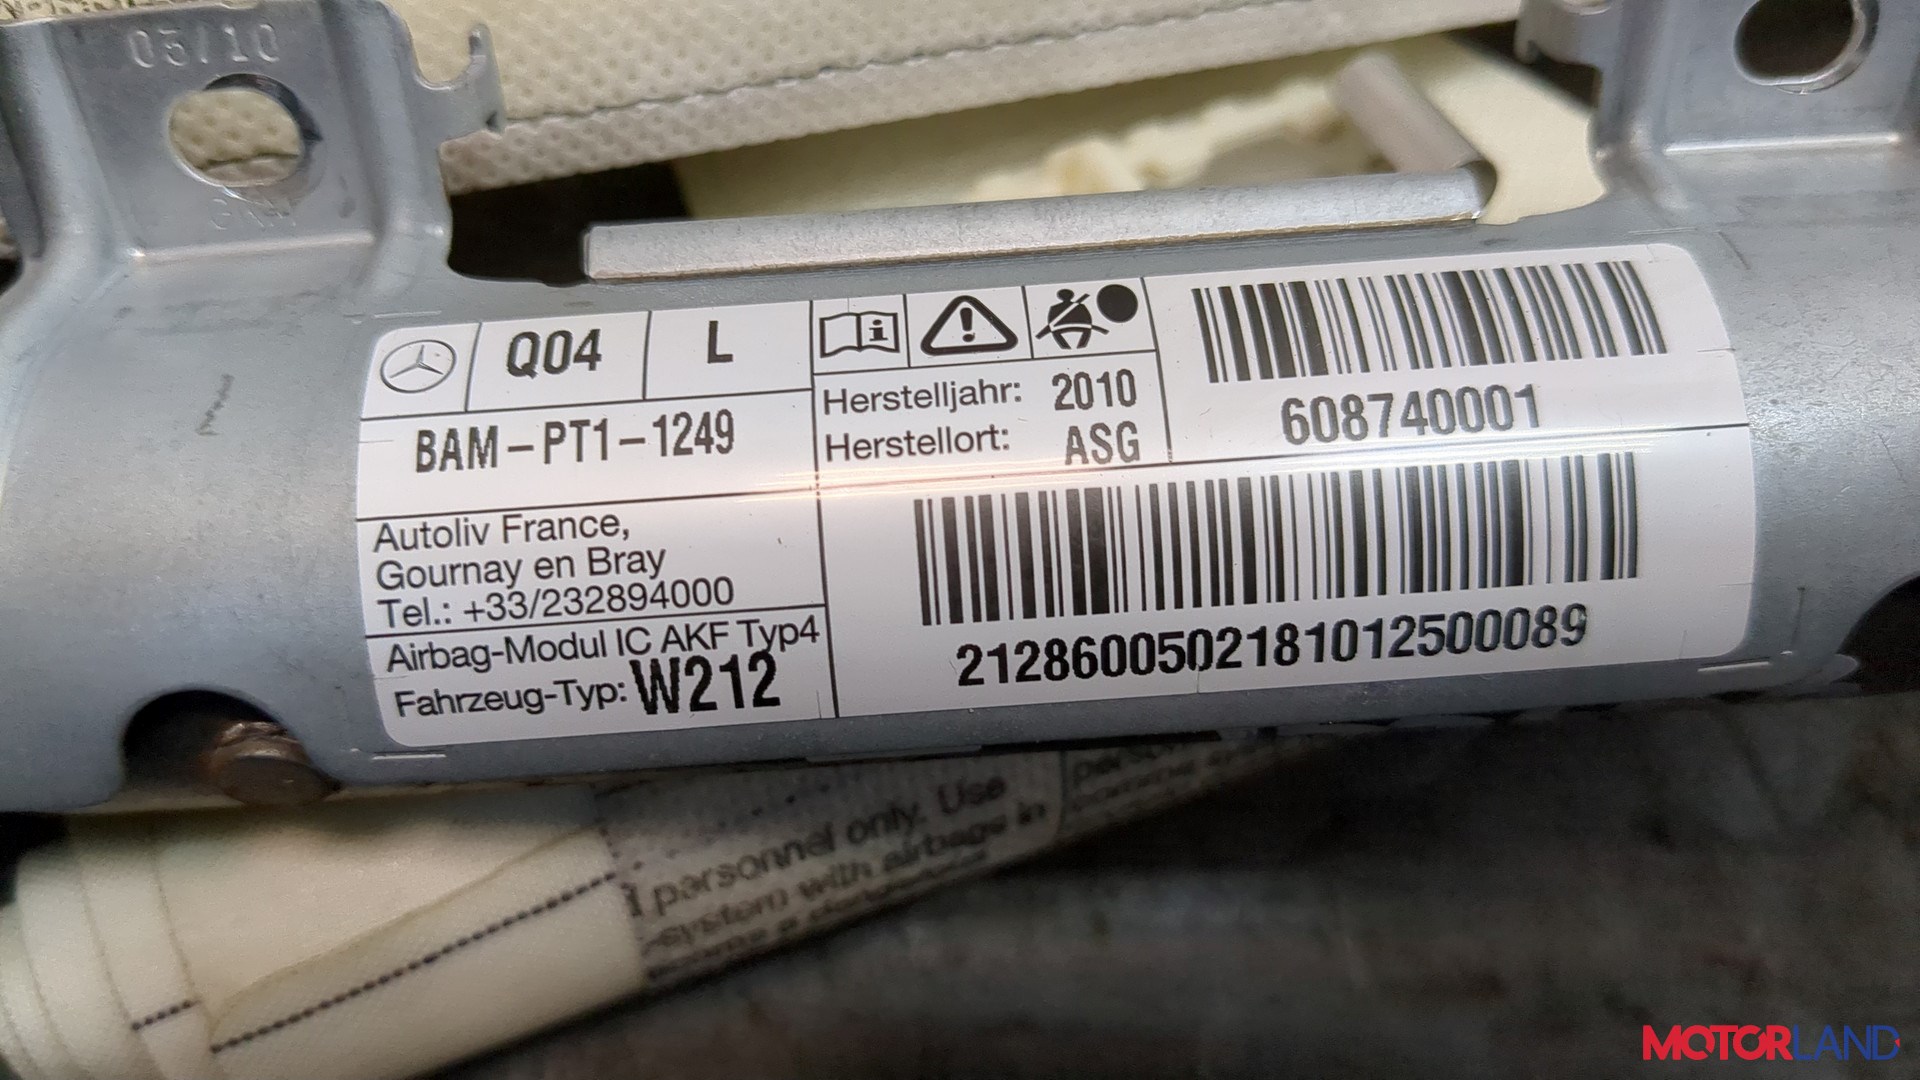 03/10
Q04
L
BAM-PT1-1249
Herstelljahr: 2010
Herstellort: ASG
608740001
Autoliv France,
Gournay en Bray
Tel.: +33/232894000
Airbag-Modul IC AKF Typ4
Fahrzeug-Typ: W212
2128600502181012500089
personnel only. Use
-system) with airbags in
MOTORLAND